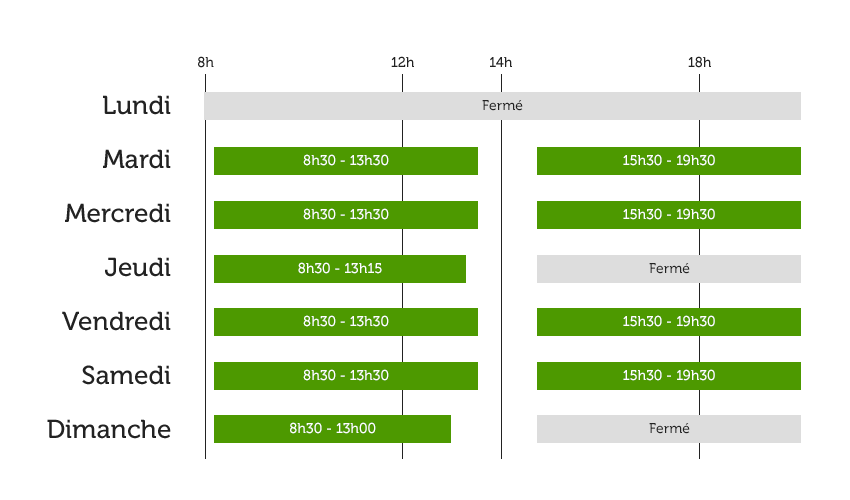 8h 12h 14h 18h
Lundi Fermé
Mardi 8h30 - 13h30 15h30 - 19h30
Mercredi 8h30 - 13h30 15h30 - 19h30
Jeudi 8h30 - 13h15 Fermé
Vendredi 8h30 - 13h30 15h30 - 19h30
Samedi 8h30 - 13h30 15h30 - 19h30
Dimanche 8h30 - 13h00 Fermé